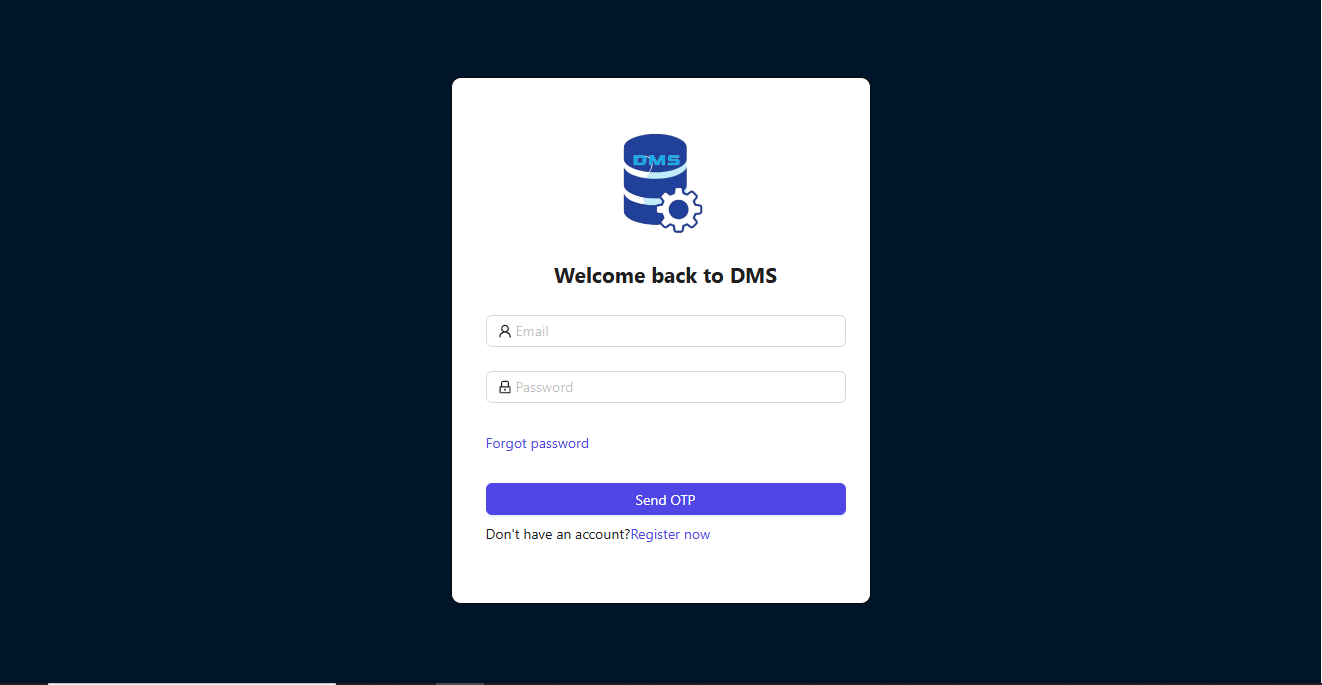 DMS
Welcome back to DMS
Email
Password
Forgot password
Send OTP
Don't have an account?Register now